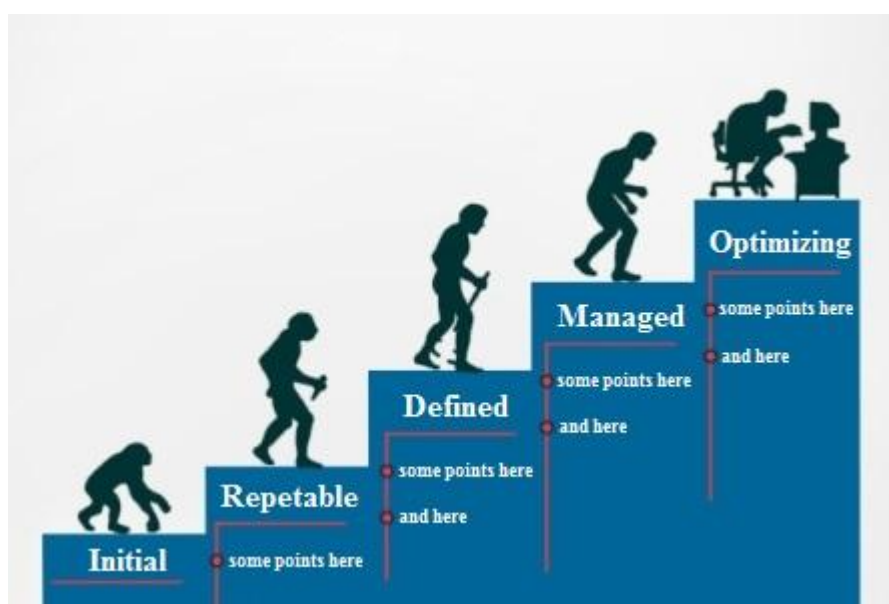 Initial
Repetable
some points here
Defined
some points here
and here
Managed
some points here
and here
Optimizing
some points here
and here